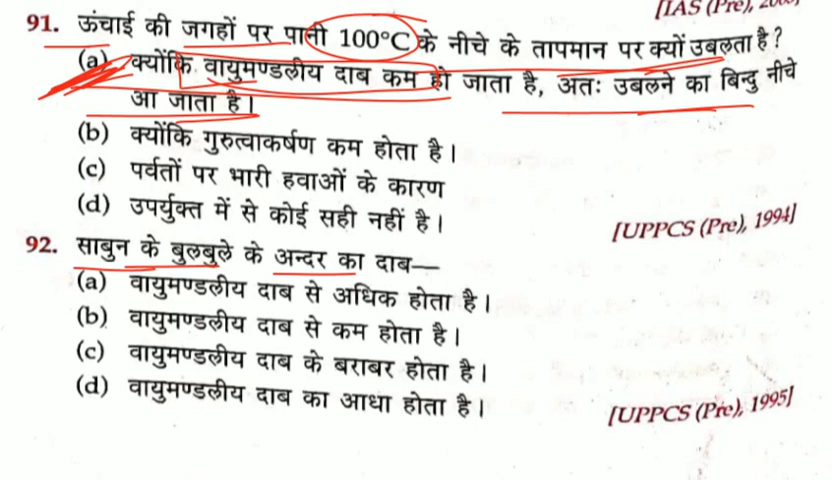 [IAS (Pre),
91. ऊंचाई की जगहों पर पानी 100°C के नीचे के तापमान पर क्यों उबलता है?
(a) क्योंकि वायुमण्डलीय दाब कम हो जाता है, अतः उबलने का बिन्दु नीचे
आ जाता है।
(b) क्योंकि गुरुत्वाकर्षण कम होता है।
(c) पर्वतों पर भारी हवाओं के कारण
(d) उपर्युक्त में से कोई सही नहीं है।
[UPPCS (Pre), 1994]
92. साबुन के बुलबुले के अन्दर का दाब—
(a) वायुमण्डलीय दाब से अधिक होता है।
(b) वायुमण्डलीय दाब से कम होता है।
(c) वायुमण्डलीय दाब के बराबर होता है।
(d) वायुमण्डलीय दाब का आधा होता है।
[UPPCS (Pre), 1995]